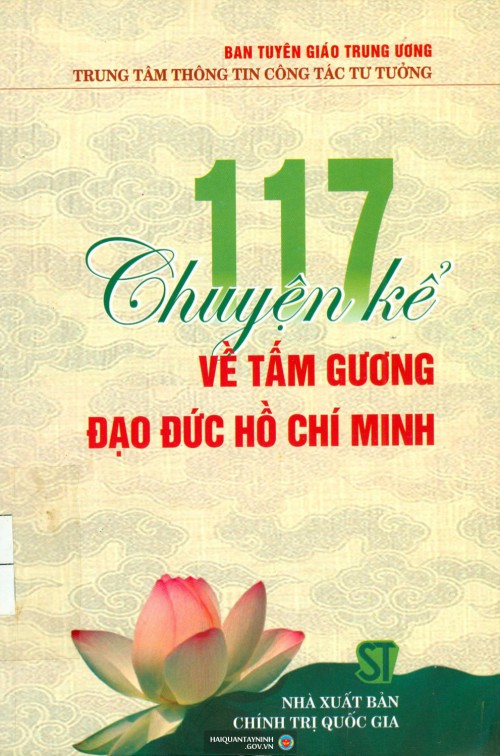 BAN TUYÊN GIÁO TRUNG ƯƠNG
TRUNG TÂM THÔNG TIN CÔNG TÁC TƯ TƯỞNG
117
Chuyện kể
VỀ TẤM GƯƠNG
ĐẠO ĐỨC HỒ CHÍ MINH
ST
NHÀ XUẤT BẢN
CHÍNH TRỊ QUỐC GIA
HAIQUANTAYNINH
.GOV.VN